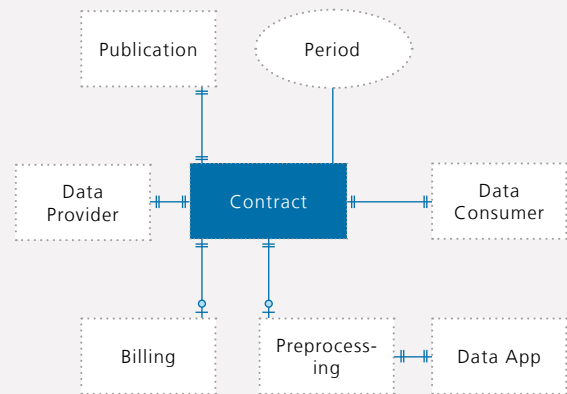 Publication
Period
Data
Provider
Contract
Data
Consumer
Billing
Preprocess-
ing
Data App